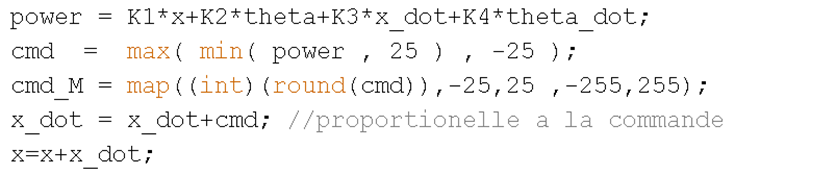 power = K1*x+K2*theta+K3*x_dot+K4*theta_dot;
cmd  =  max( min( power , 25 ) , -25 );
cmd_M = map((int)(round(cmd)),-25,25 ,-255,255);
x_dot = x_dot+cmd; //proportionelle a la commande
x=x+x_dot;